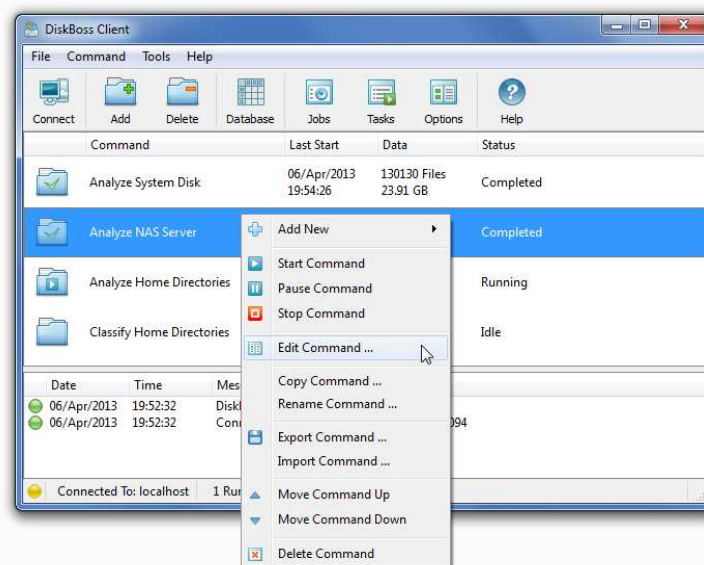 DiskBoss Client
File Command Tools Help
Connect Add Delete Database Jobs Tasks Options Help
Command Last Start Data Status
Analyze System Disk 06/Apr/2013 130130 Files Completed
19:54:26 23.91 GB
Analyze NAS Server Completed
Add New
Start Command
Analyze Home Directories Running
Pause Command
Stop Command
Classify Home Directories Idle
Edit Command ...
Copy Command ...
Date Time
Rename Command ...
06/Apr/2013 19:52:32
06/Apr/2013 19:52:32
Export Command ...
Import Command ...
Connected To: localhost 1
Move Command Up
Move Command Down
Delete Command